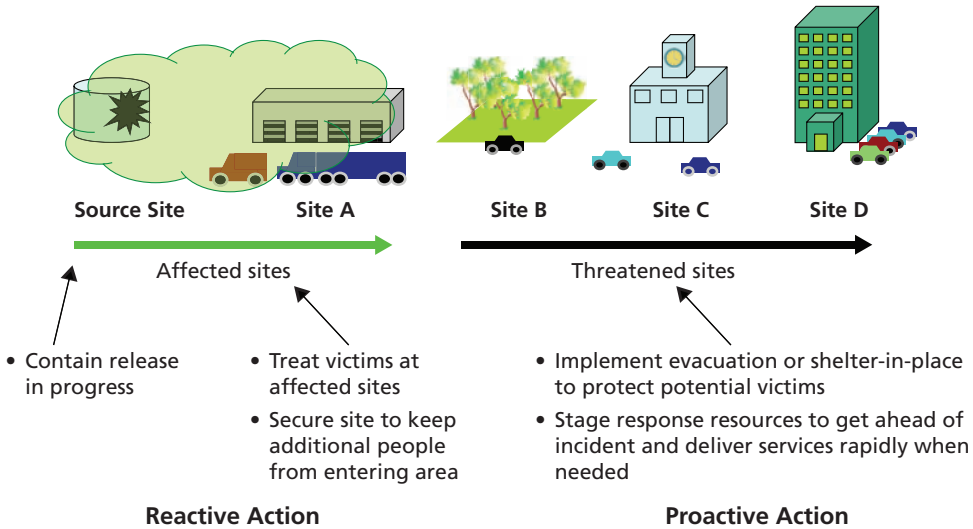 Source Site
Site A
Site B
Site C
Site D
Affected sites
Threatened sites
• Contain release
in progress
• Treat victims at
affected sites
• Secure site to keep
additional people
from entering area
• Implement evacuation or shelter-in-place
to protect potential victims
• Stage response resources to get ahead of
incident and deliver services rapidly when
needed
Reactive Action
Proactive Action